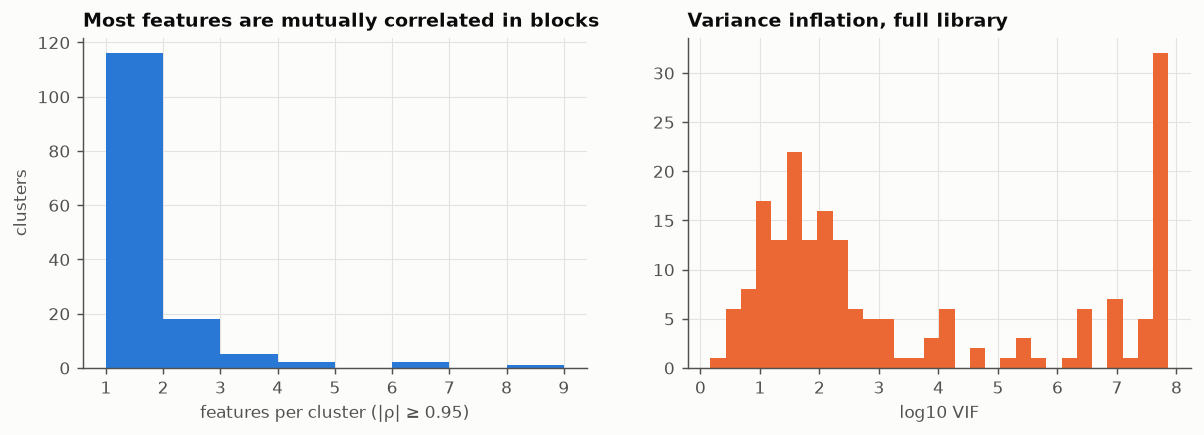 Most features are mutually correlated in blocks
120
100
80
60
40
20
0
clusters
1 2 3 4 5 6 7 8 9
features per cluster (|ρ| ≥ 0.95)
Variance inflation, full library
30
25
20
15
10
5
0
0 1 2 3 4 5 6 7 8
log10 VIF